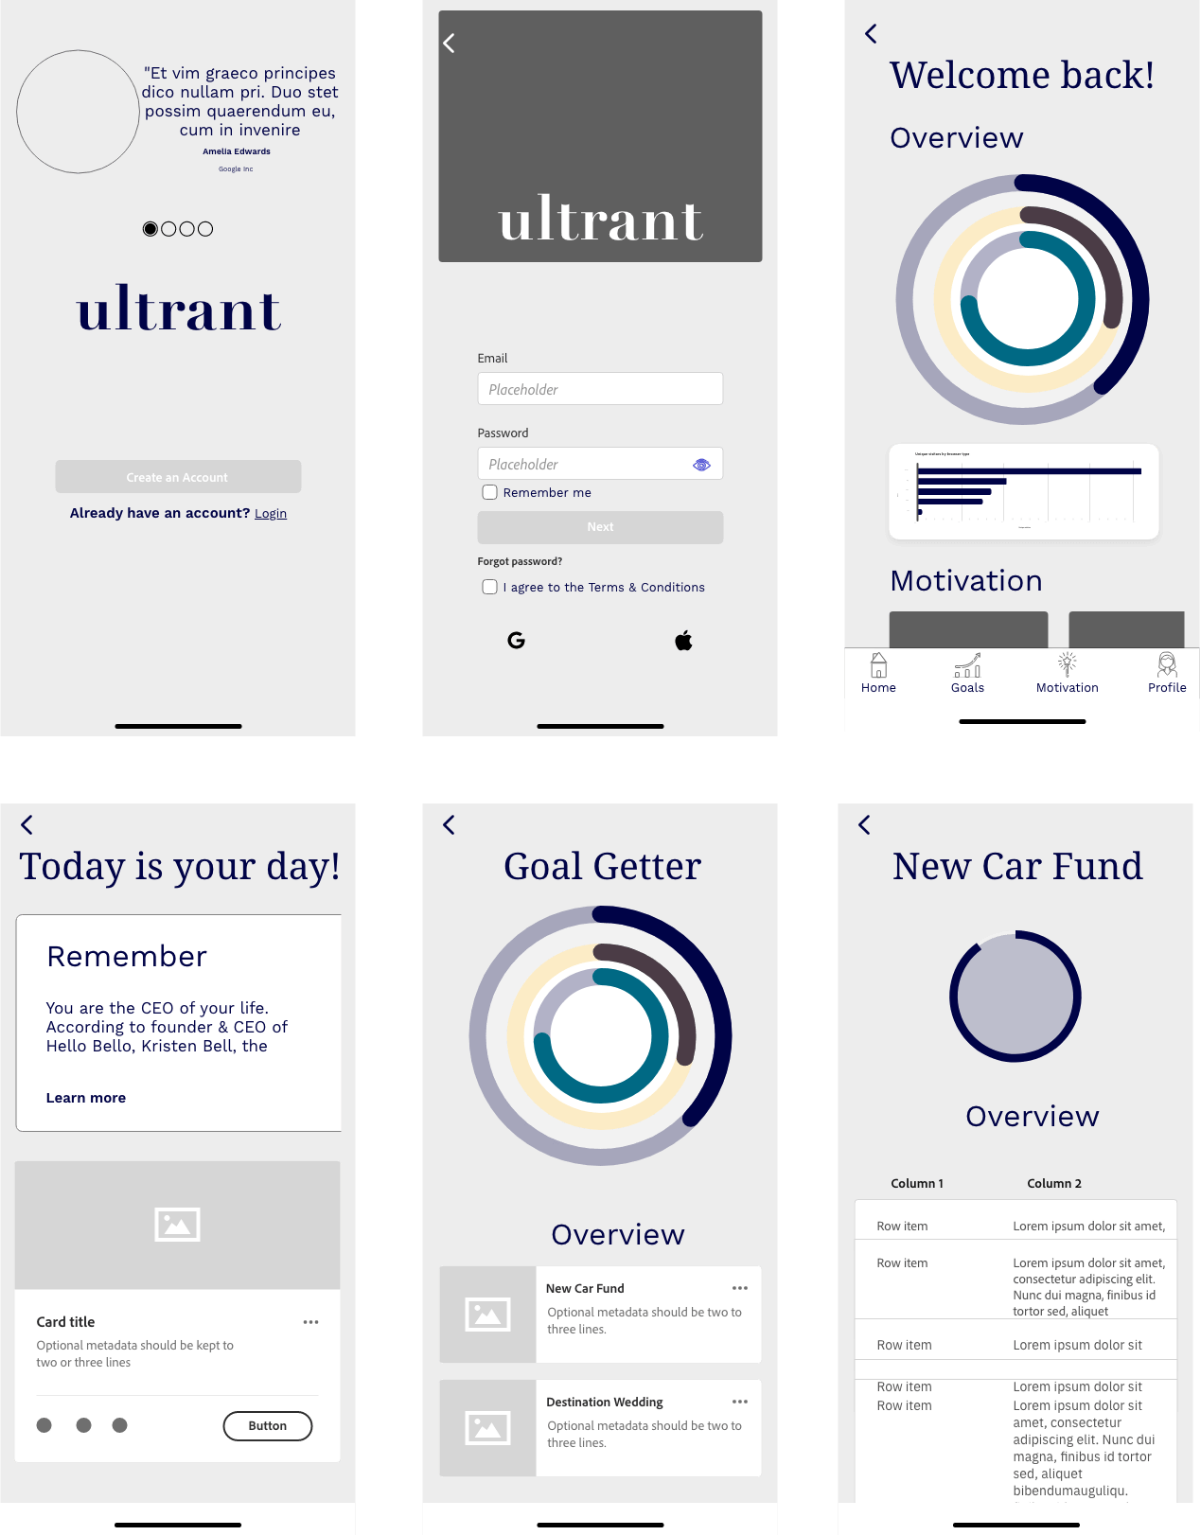 "Et vim graeco principes
dico nullam pri. Duo stet
possim quaerendum eu,
cum in invenire
Amelia Edwards
Google Inc
ultrant
Create an Account
Already have an account? Login
ultrant
Email
Placeholder
Password
Placeholder
Remember me
Next
Forgot password?
I agree to the Terms & Conditions
Welcome back!
Overview
Motivation
Home
Goals
Motivation
Profile
Today is your day!
Remember
You are the CEO of your life.
According to founder & CEO of
Hello Bello, Kristen Bell, the
Learn more
Card title
Optional metadata should be kept to
two or three lines
Button
Goal Getter
Overview
New Car Fund
Optional metadata should be two to
three lines.
Destination Wedding
Optional metadata should be two to
three lines.
New Car Fund
Overview
Column 1 Column 2
Row item Lorem ipsum dolor sit amet,
Row item Lorem ipsum dolor sit amet,
consectetur adipiscing elit.
Nunc dui magna, finibus id
tortor sed, aliquet
Row item Lorem ipsum dolor sit
Row item Lorem ipsum dolor sit
Row item Lorem ipsum dolor sit
amet, consectetur
adipiscing elit. Nunc dui
magna, finibus id tortor
sed, aliquet
bibendumauguliqu.